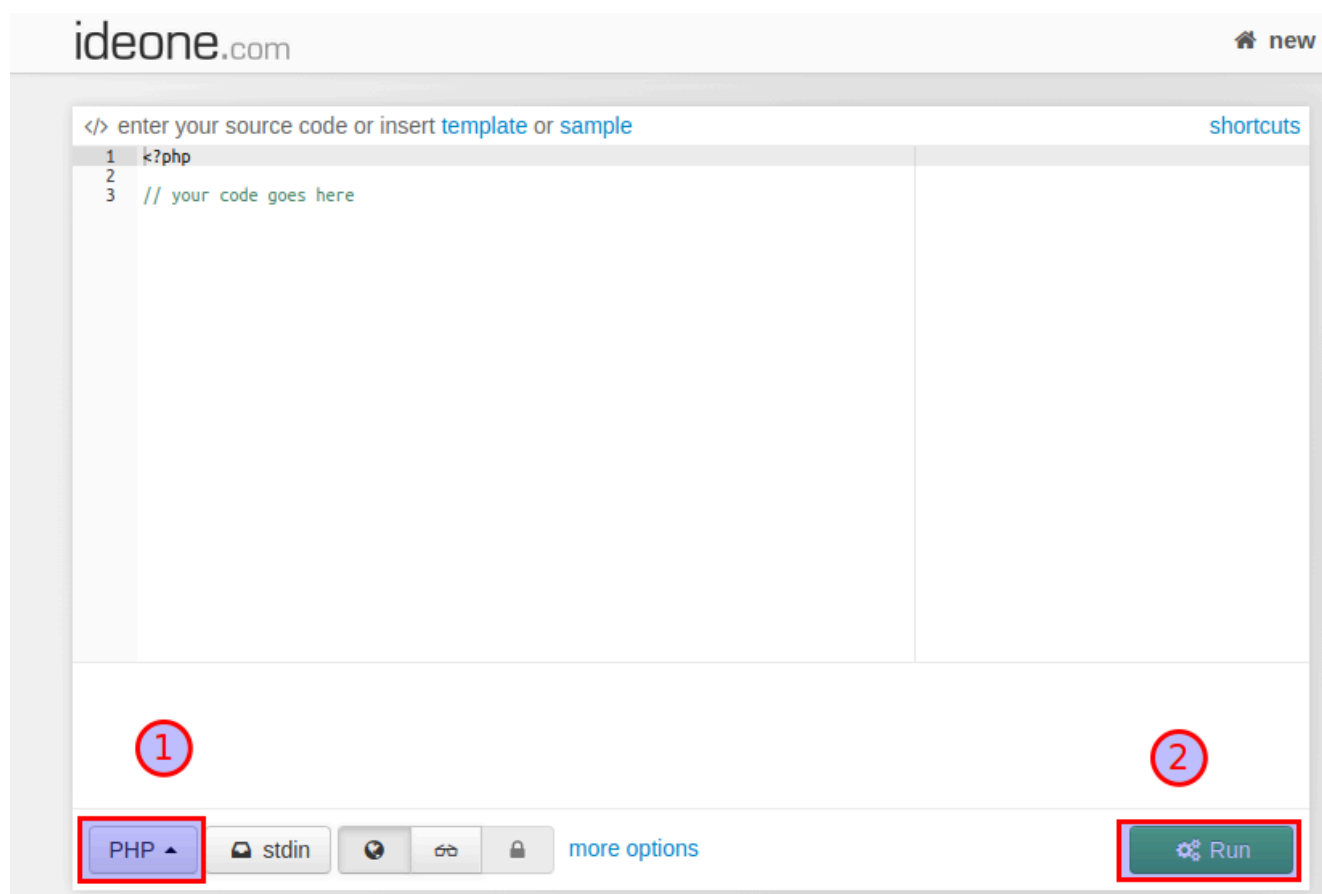 ideone.com
new
</> enter your source code or insert template or sample
shortcuts
1 <?php
2
3 // your code goes here
1
2
PHP
stdin
more options
Run